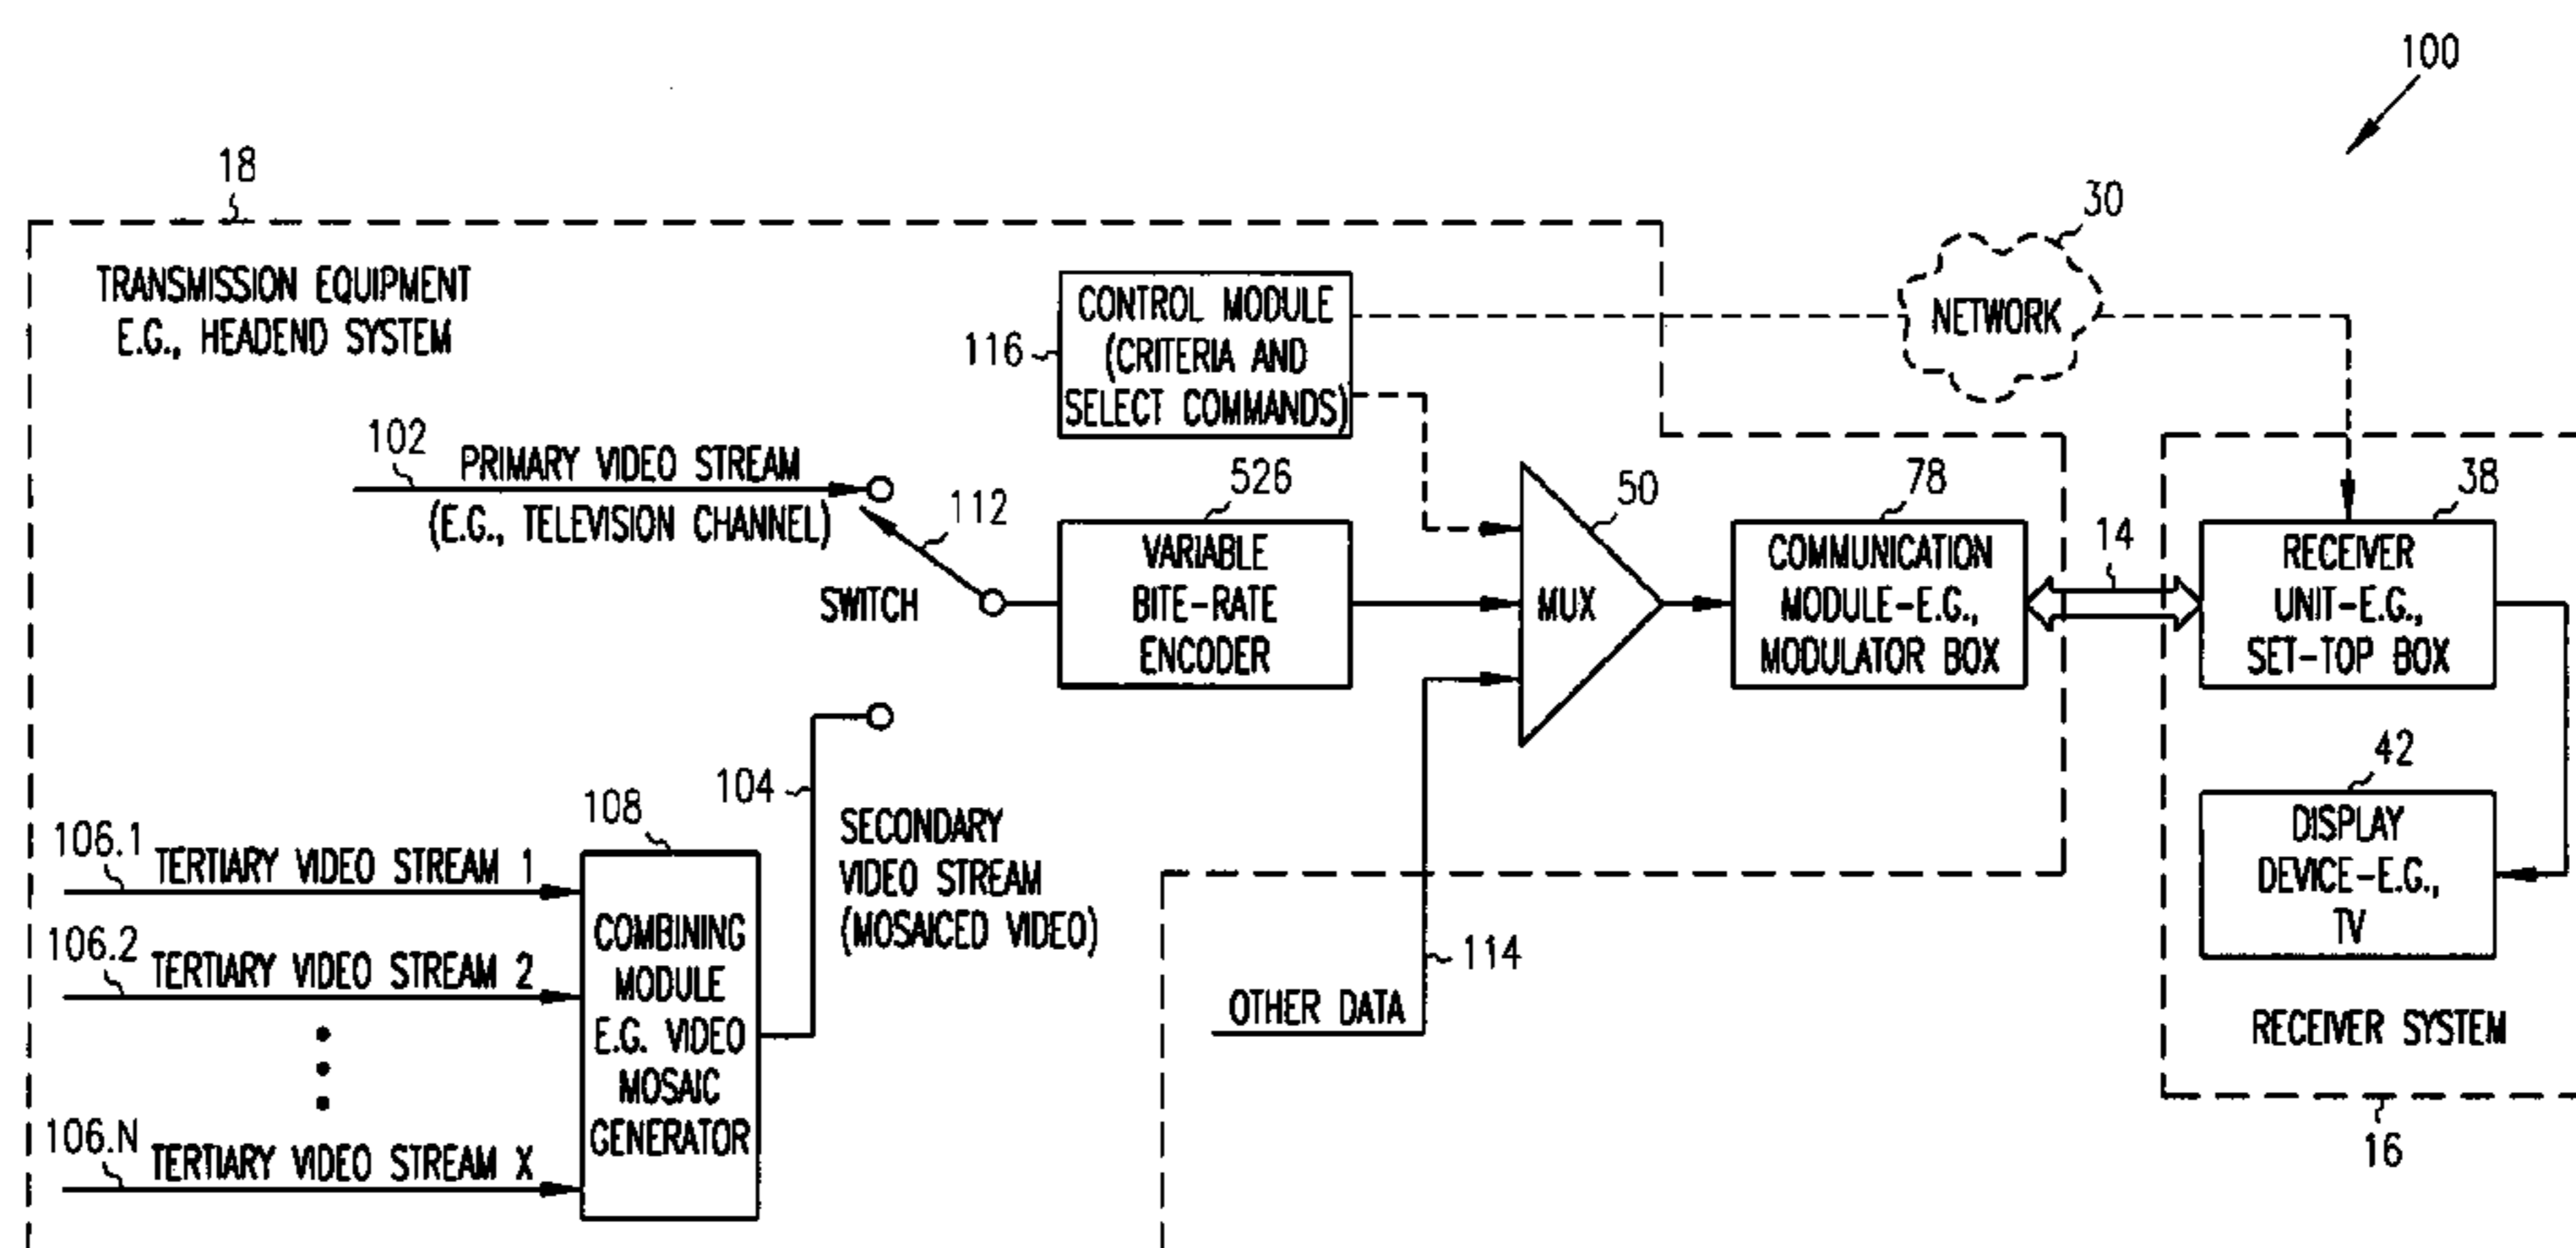 100
18
30
TRANSMISSION EQUIPMENT
E.G., HEADEND SYSTEM
116
CONTROL MODULE
(CRITERIA AND
SELECT COMMANDS)
NETWORK
102
PRIMARY VIDEO STREAM
(E.G., TELEVISION CHANNEL)
112
SWITCH
526
VARIABLE
BITE-RATE
ENCODER
50
MUX
78
COMMUNICATION
MODULE-E.G.,
MODULATOR BOX
14
38
RECEIVER
UNIT-E.G.,
SET-TOP BOX
42
DISPLAY
DEVICE-E.G.,
TV
RECEIVER SYSTEM
16
104
SECONDARY
VIDEO STREAM
(MOSAICED VIDEO)
108
COMBINING
MODULE
E.G. VIDEO
MOSAIC
GENERATOR
106.1
TERTIARY VIDEO STREAM 1
106.2
TERTIARY VIDEO STREAM 2
106.N
TERTIARY VIDEO STREAM X
OTHER DATA
114